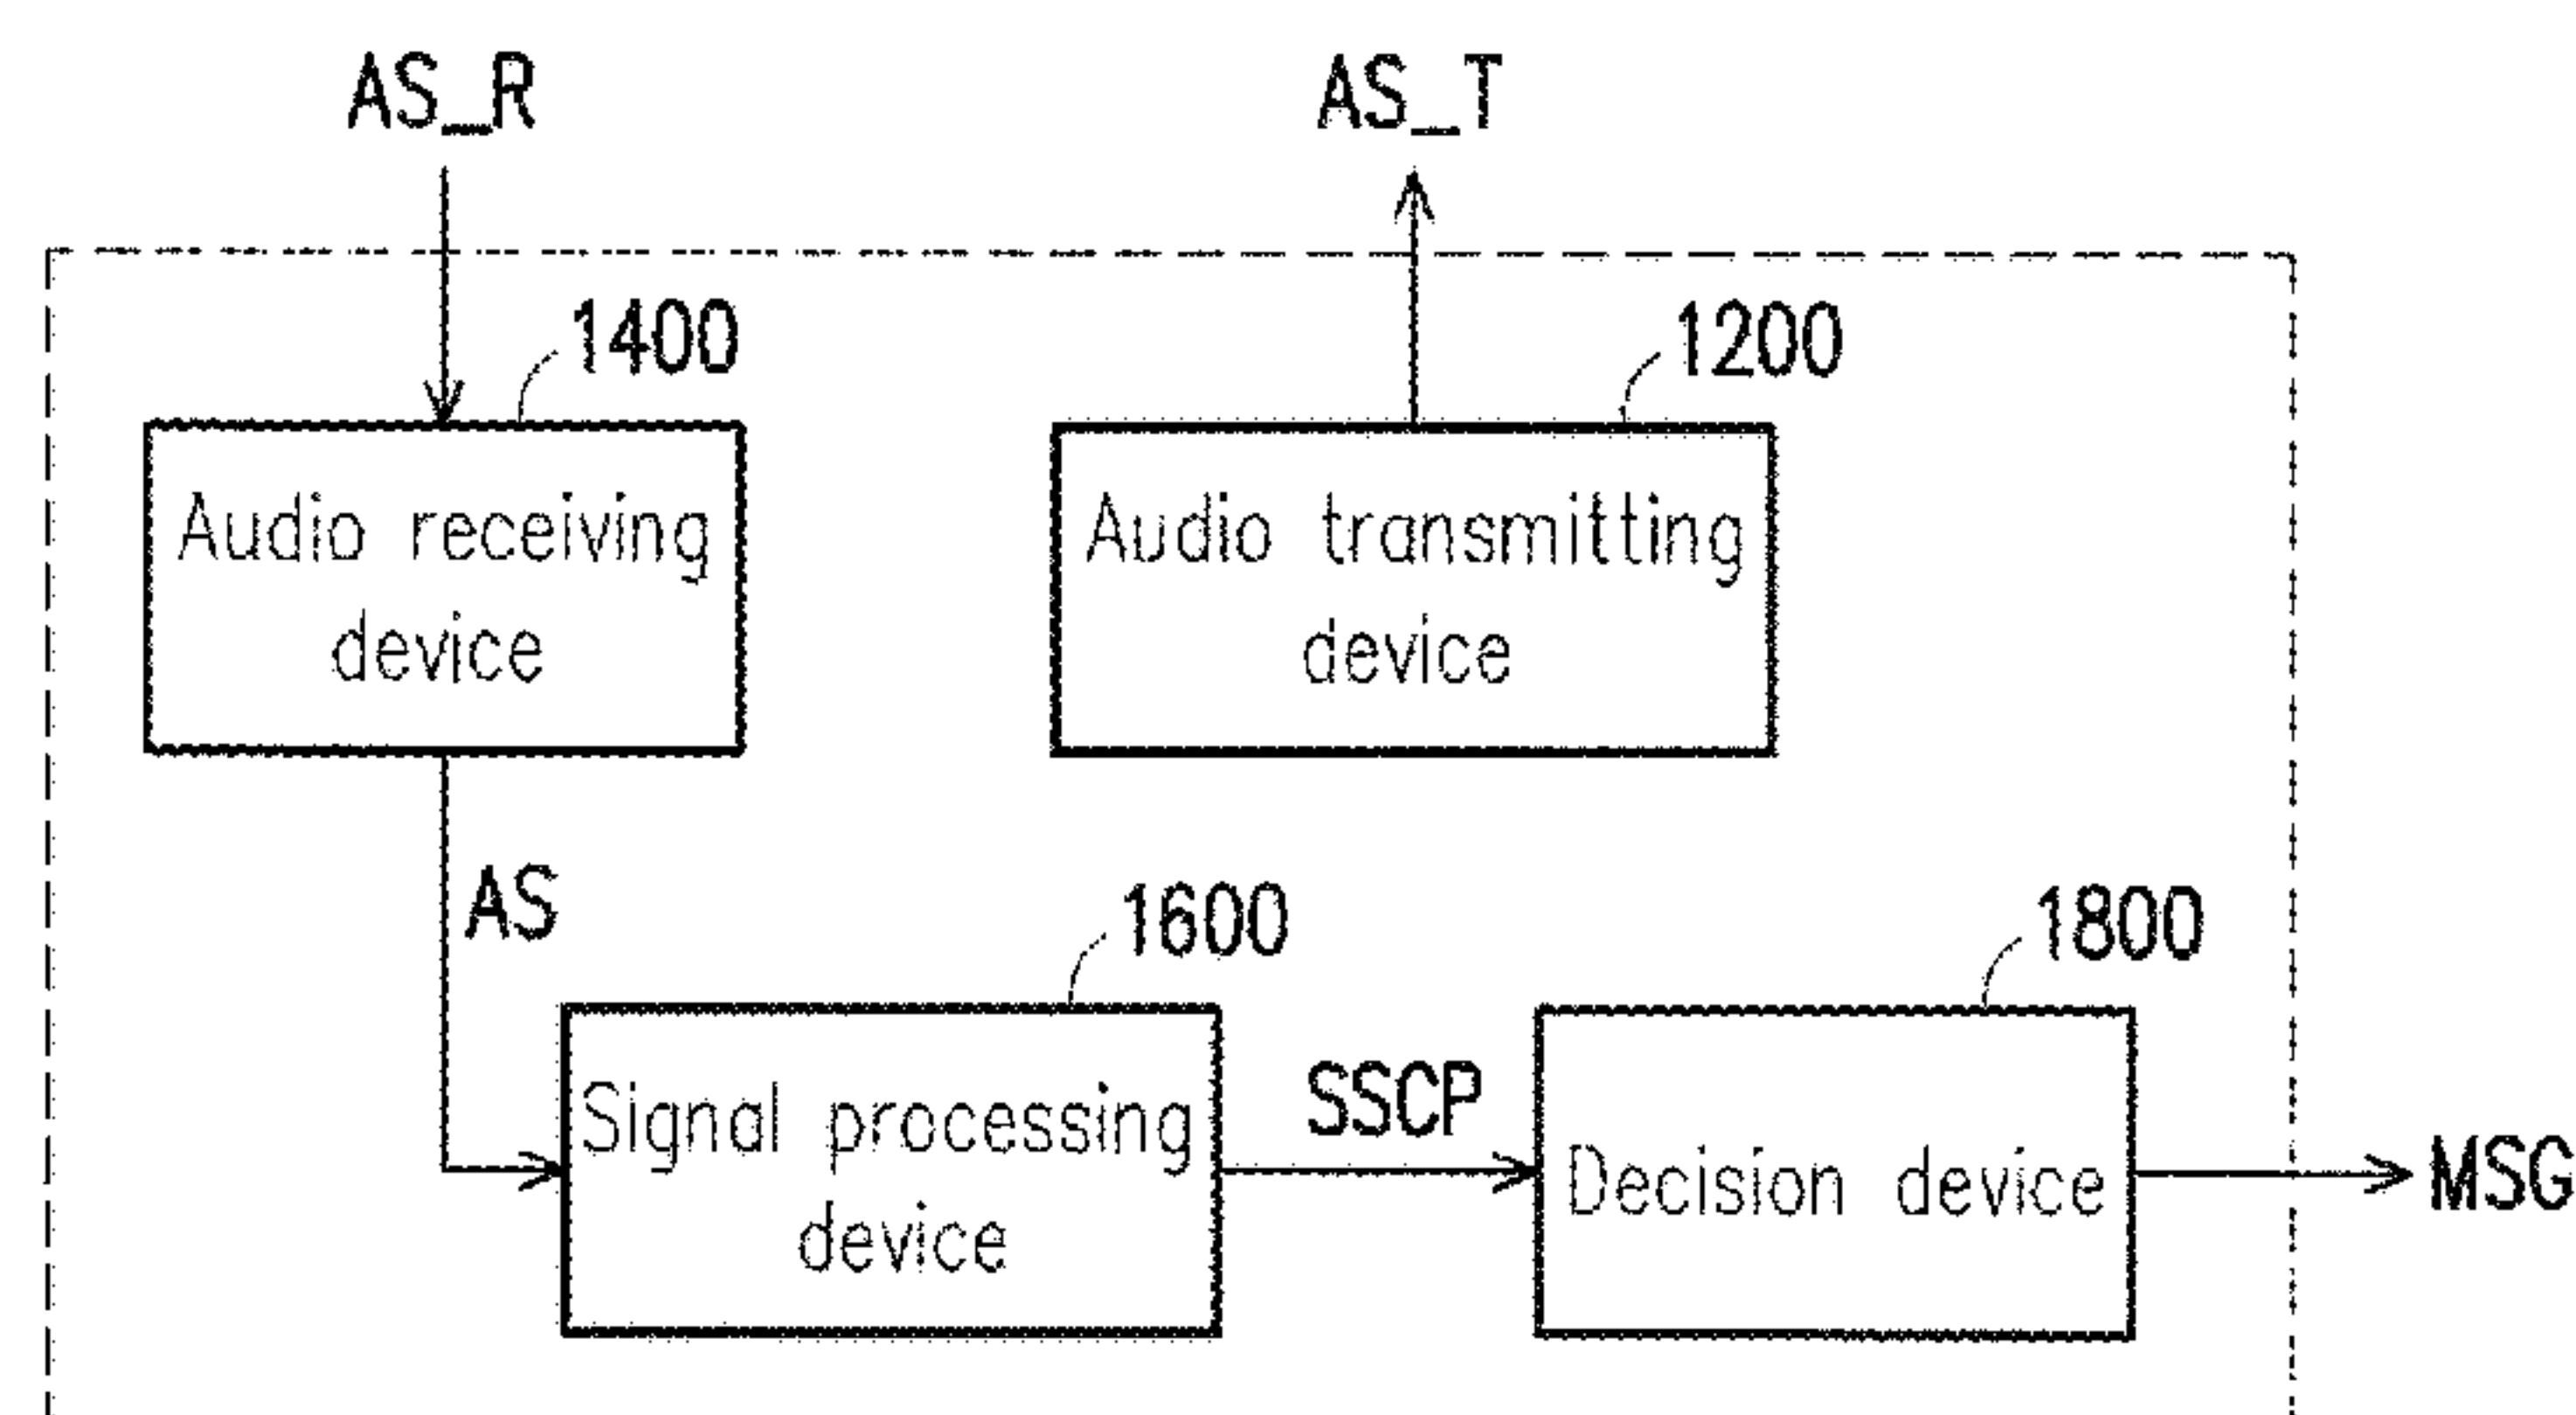 AS_R
AS_T
1400
1200
Audio receiving
device
Audio transmitting
device
AS
1600
1800
Signal processing
device
SSCP
Decision device
MSG